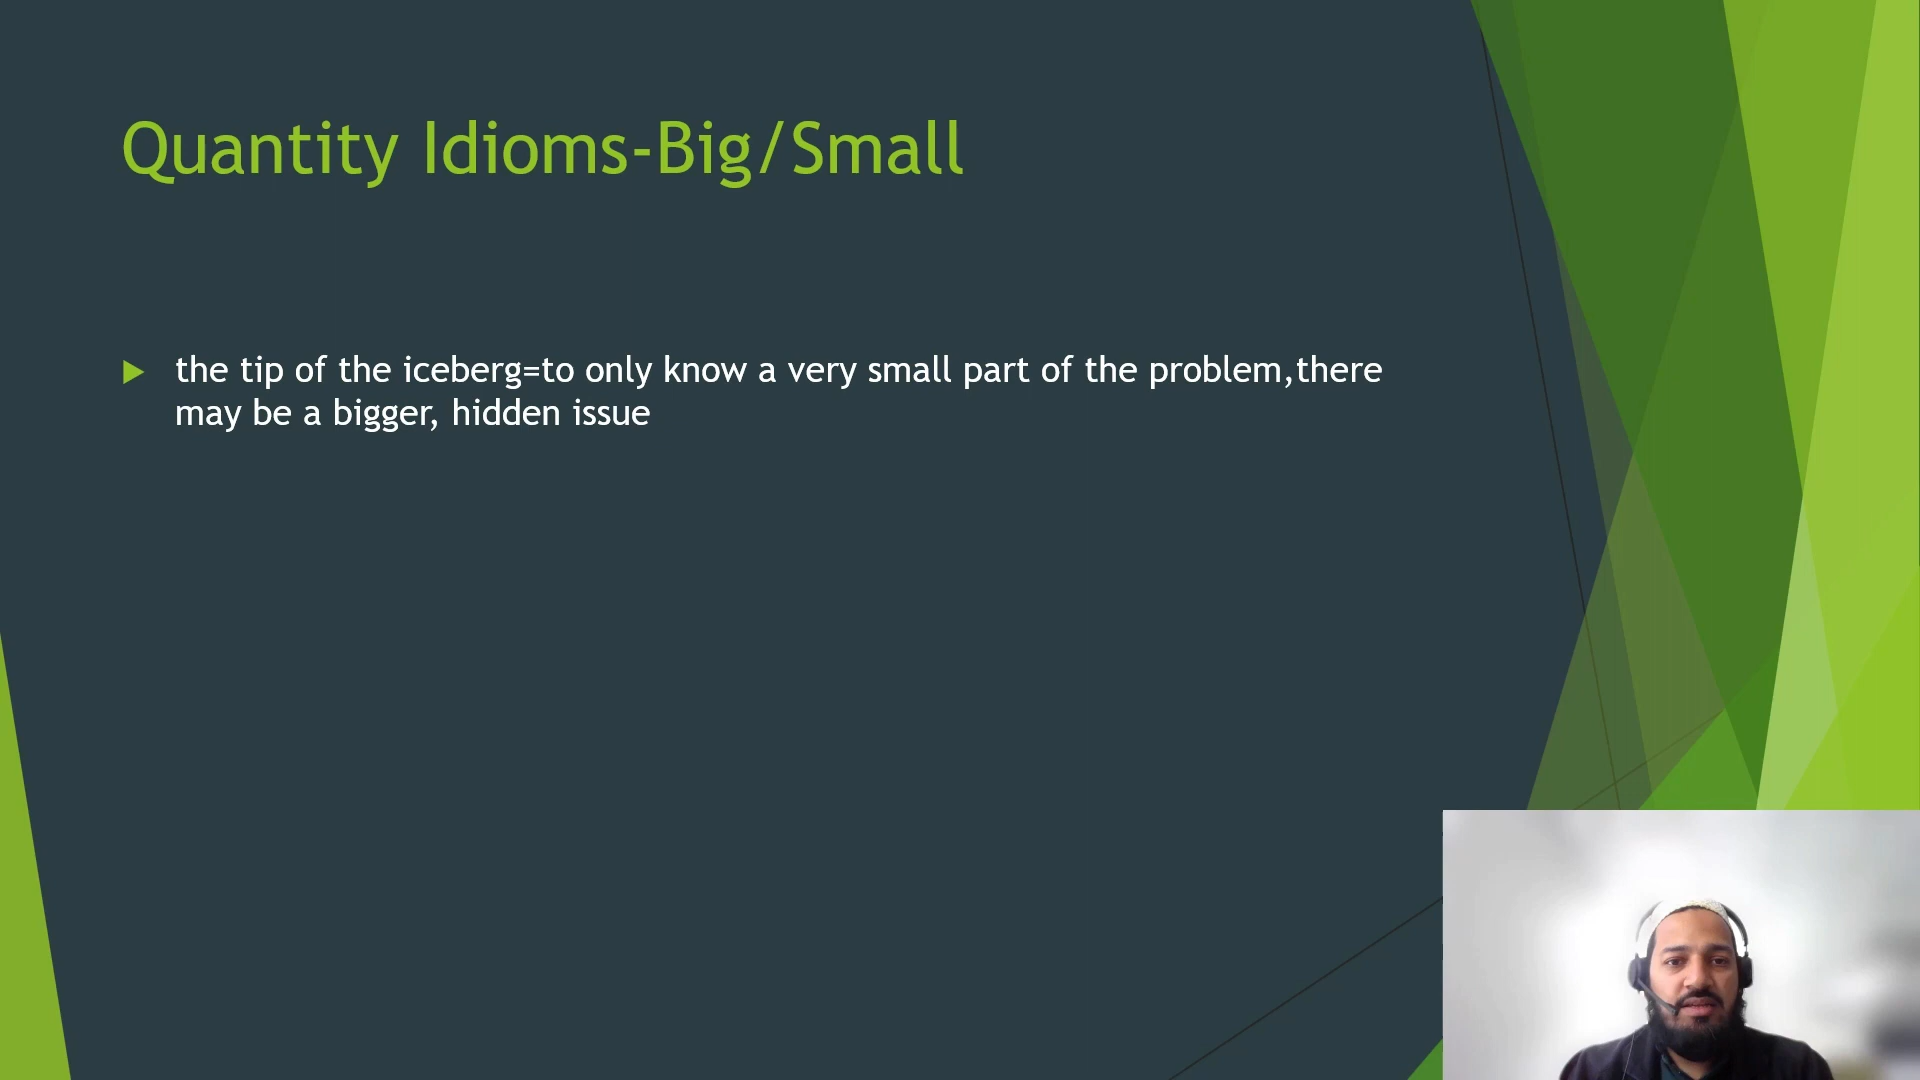 Quantity Idioms-Big/Small
the tip of the iceberg=to only know a very small part of the problem,there
may be a bigger, hidden issue